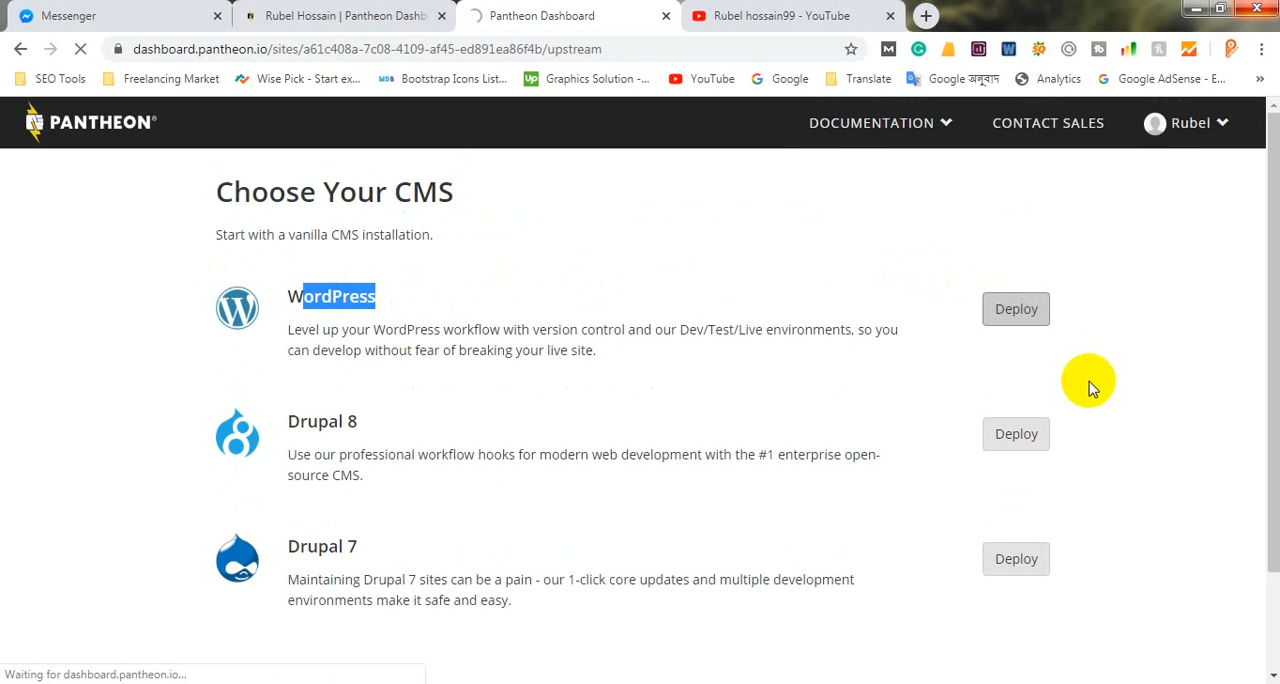 Messenger
Rubel Hossain | Pantheon Dashb
Pantheon Dashboard
Rubel hossain99 - YouTube
dashboard.pantheon.io/sites/a61c408a-7c08-4109-af45-ed891ea86f4b/upstream
SEO Tools
Freelancing Market
Wise Pick - Start ex...
MDB Bootstrap Icons List...
Up Graphics Solution -...
YouTube
Google
Translate
Google অনুবাদ
Analytics
Google AdSense - E...
PANTHEON®
DOCUMENTATION
CONTACT SALES
Rubel
Choose Your CMS
Start with a vanilla CMS installation.
WordPress
Deploy
Level up your WordPress workflow with version control and our Dev/Test/Live environments, so you
can develop without fear of breaking your live site.
Drupal 8
Deploy
Use our professional workflow hooks for modern web development with the #1 enterprise open-
source CMS.
Drupal 7
Deploy
Maintaining Drupal 7 sites can be a pain - our 1-click core updates and multiple development
environments make it safe and easy.
Waiting for dashboard.pantheon.io...